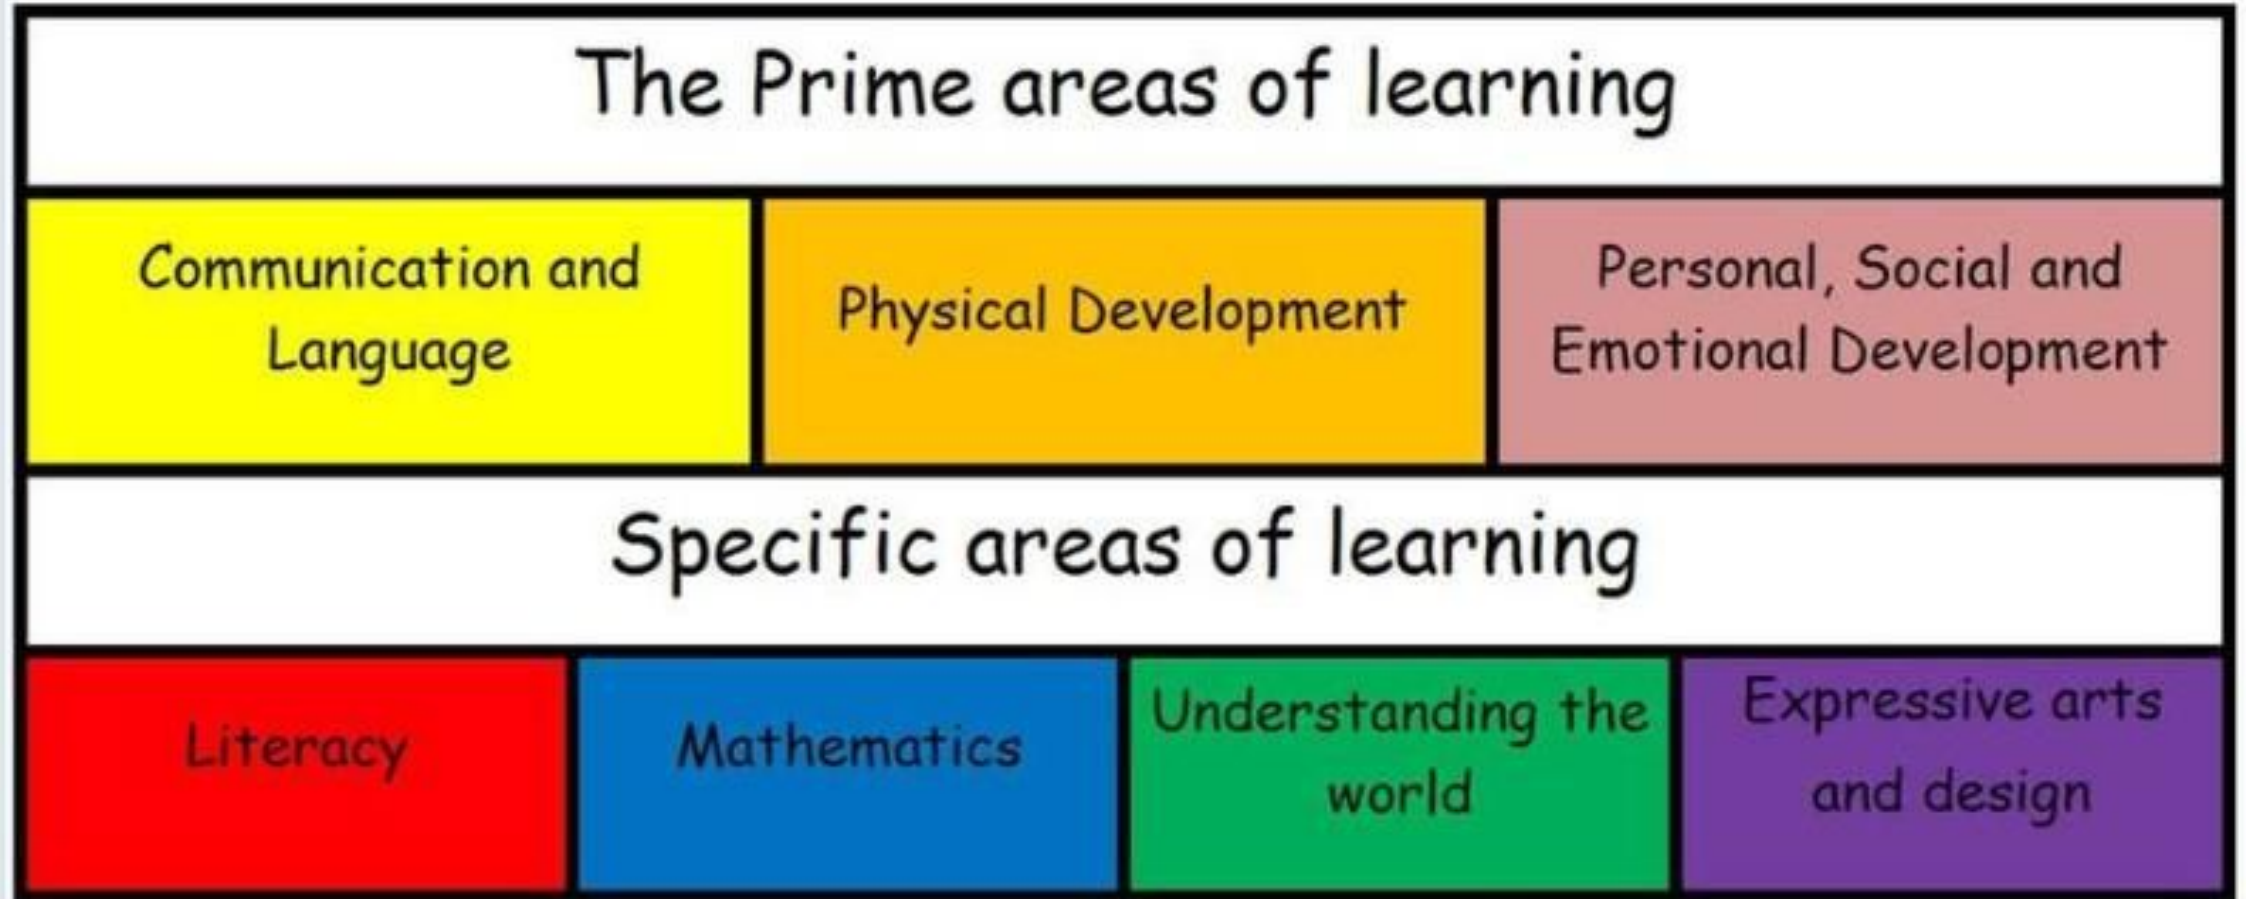 The Prime areas of learning
Communication and
Language
Physical Development
Personal, Social and
Emotional Development
Specific areas of learning
Literacy
Mathematics
Understanding the
world
Expressive arts
and design